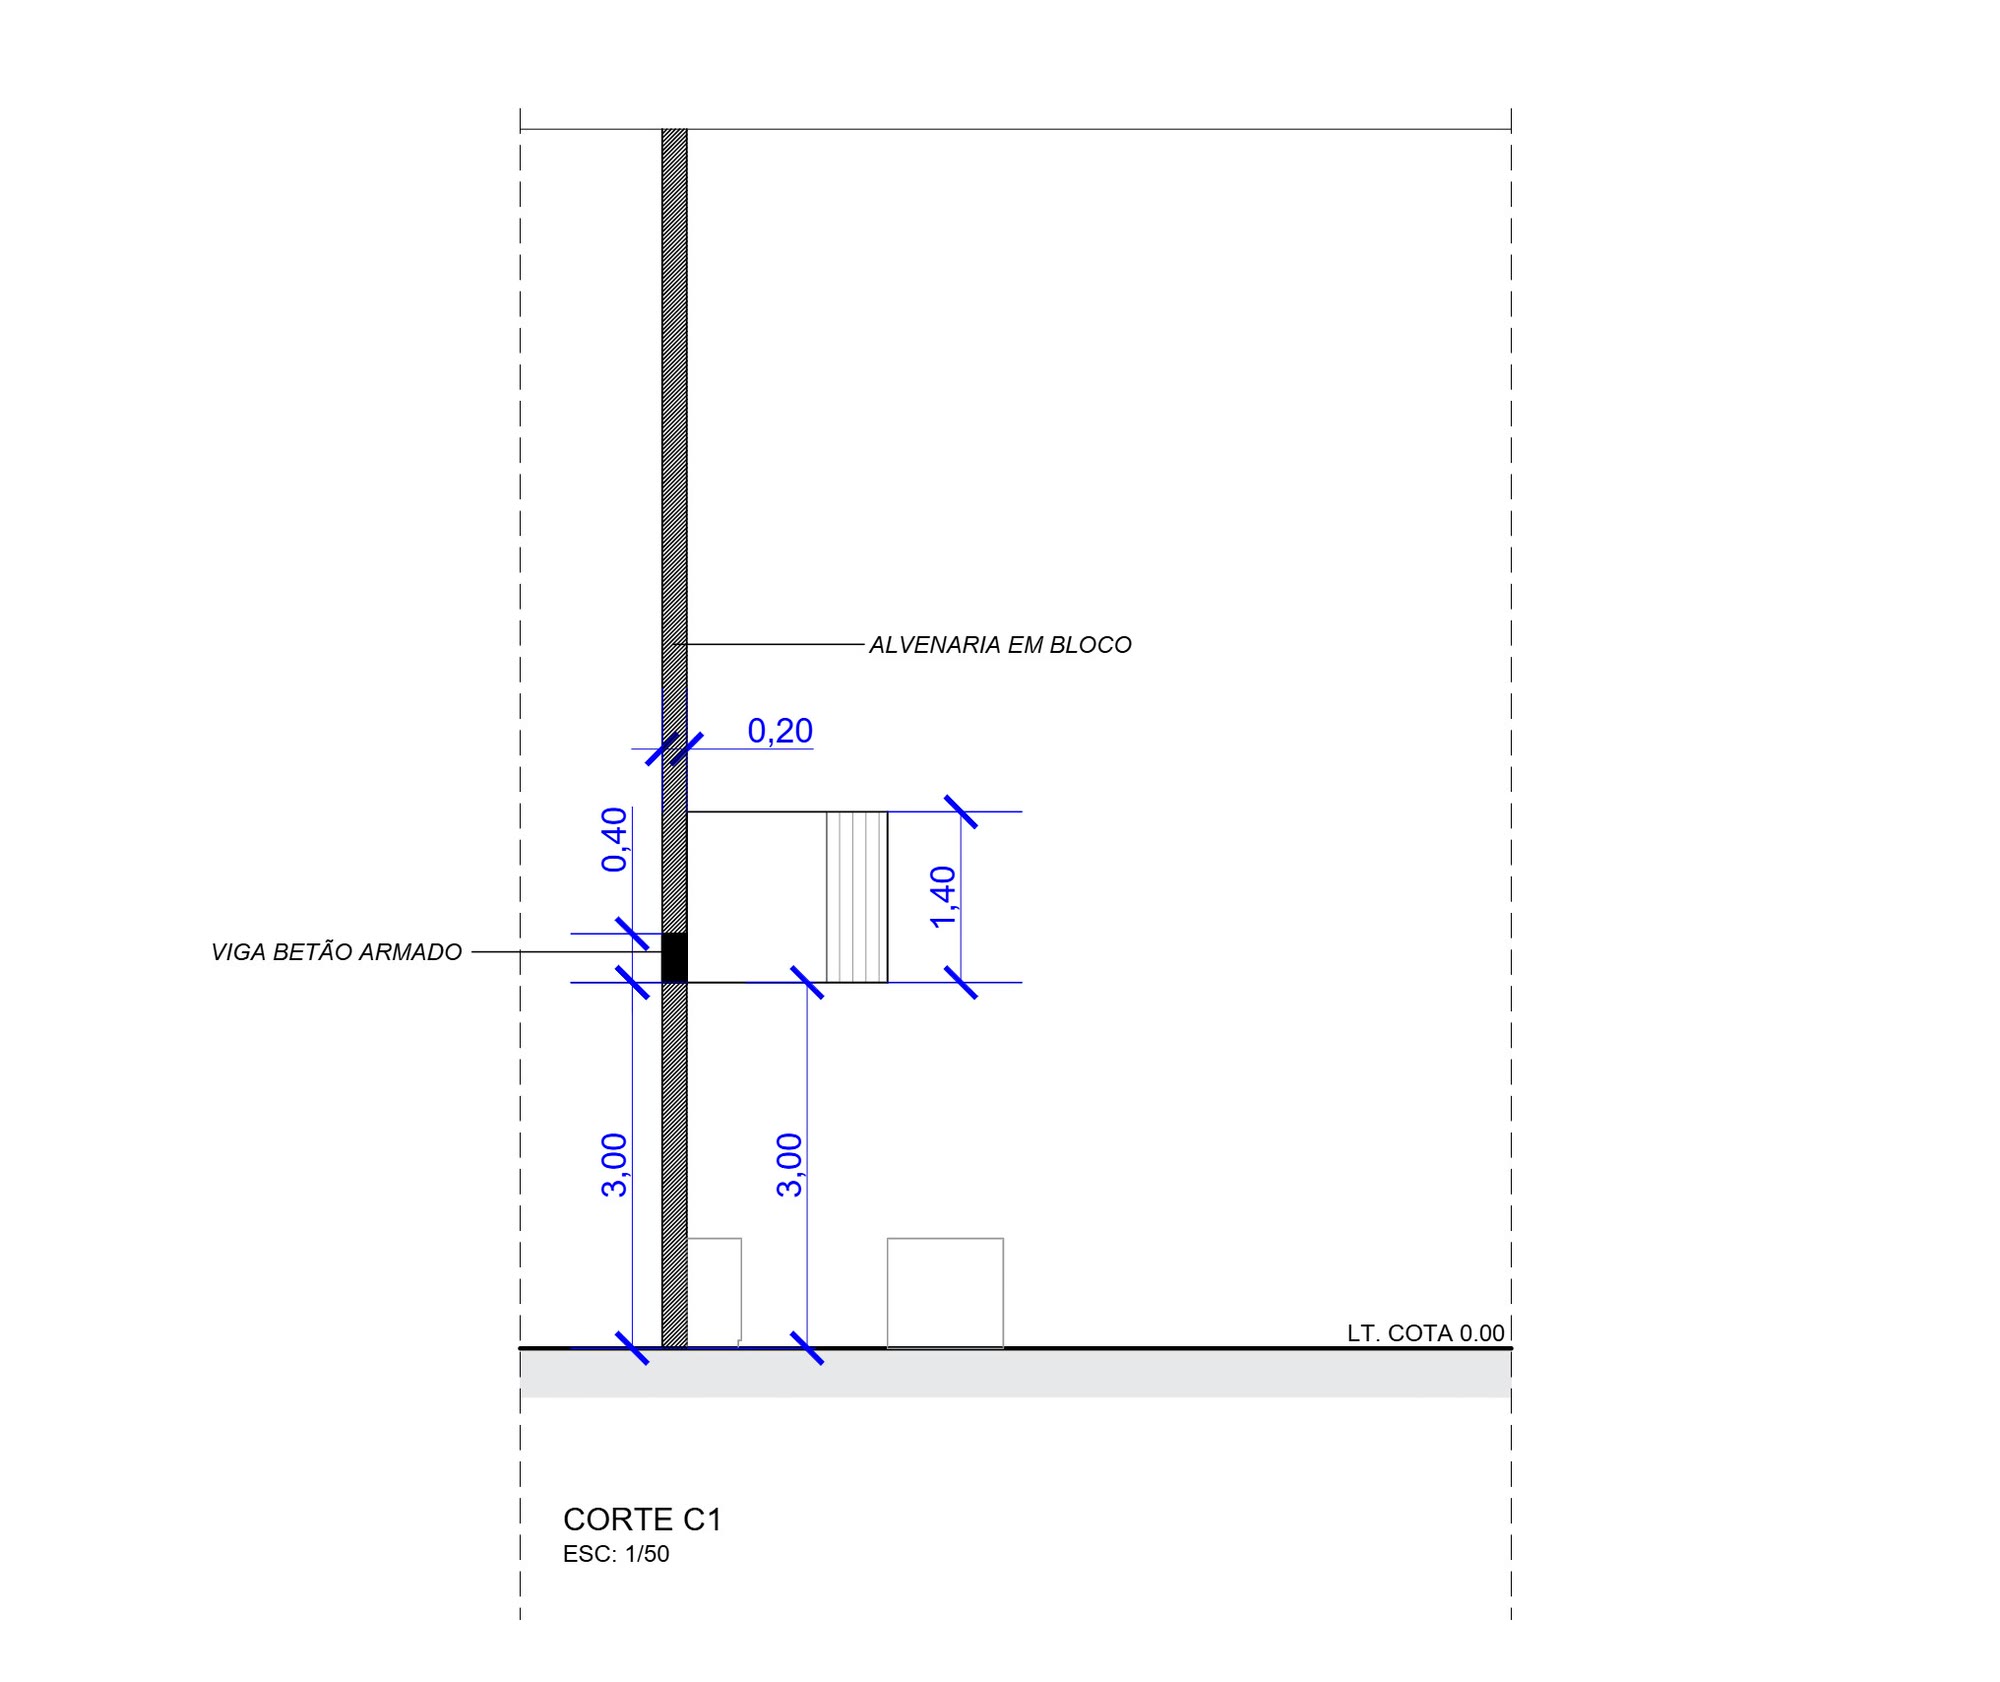 ALVENARIA EM BLOCO
0,20
0,40
1,40
VIGA BETÃO ARMADO
3,00
3,00
LT. COTA 0.00
CORTE C1
ESC: 1/50